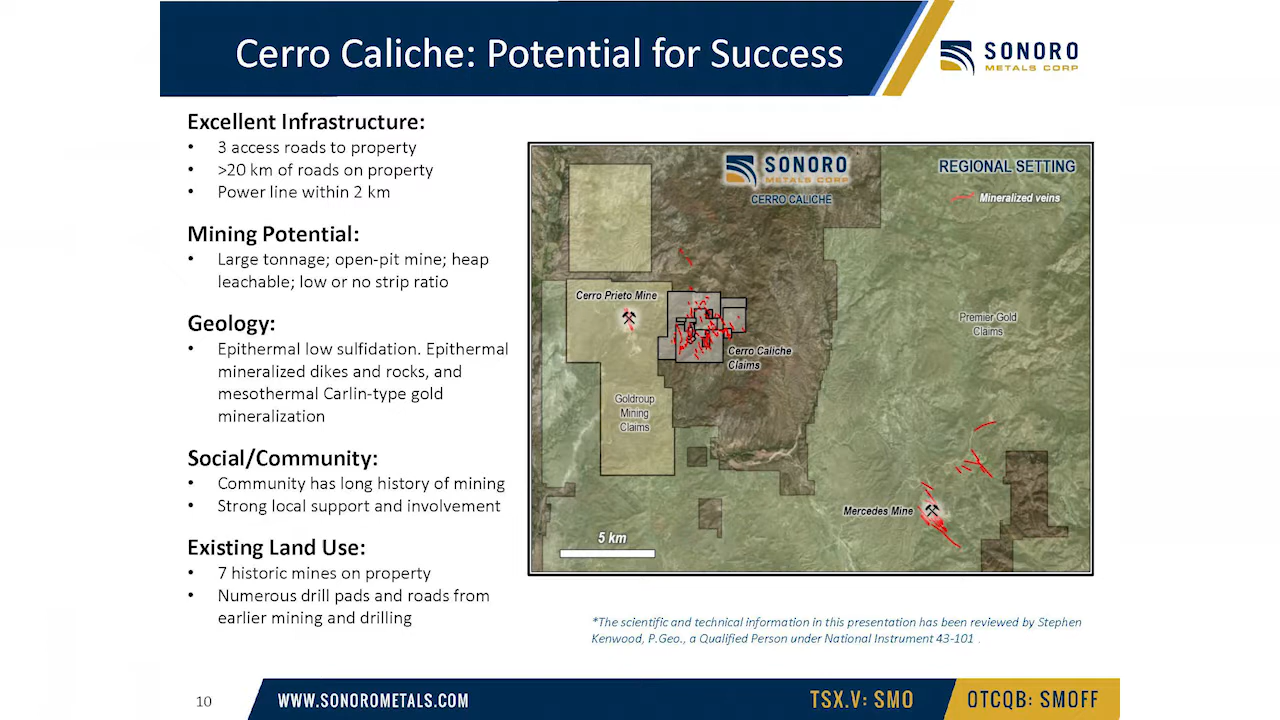 Cerro Caliche: Potential for Success
SONORO
METALS CORP
Excellent Infrastructure:
• 3 access roads to property
• >20 km of roads on property
• Power line within 2 km
Mining Potential:
• Large tonnage; open-pit mine; heap
leachable; low or no strip ratio
Geology:
• Epithermal low sulfidation. Epithermal
mineralized dikes and rocks, and
mesothermal Carlin-type gold
mineralization
Social/Community:
• Community has long history of mining
• Strong local support and involvement
Existing Land Use:
• 7 historic mines on property
• Numerous drill pads and roads from
earlier mining and drilling
SONORO
METALS CORP
CERRO CALICHE
REGIONAL SETTING
Mineralized veins
Cerro Prieto Mine
Cerro Caliche
Claims
Premier Gold
Claims
Goldroup
Mining
Claims
Mercedes Mine
5 km
*The scientific and technical information in this presentation has been reviewed by Stephen
Kenwood, P.Geo., a Qualified Person under National Instrument 43-101 .
10
WWW.SONOROMETALS.COM
TSX.V: SMO
OTCQB: SMOFF